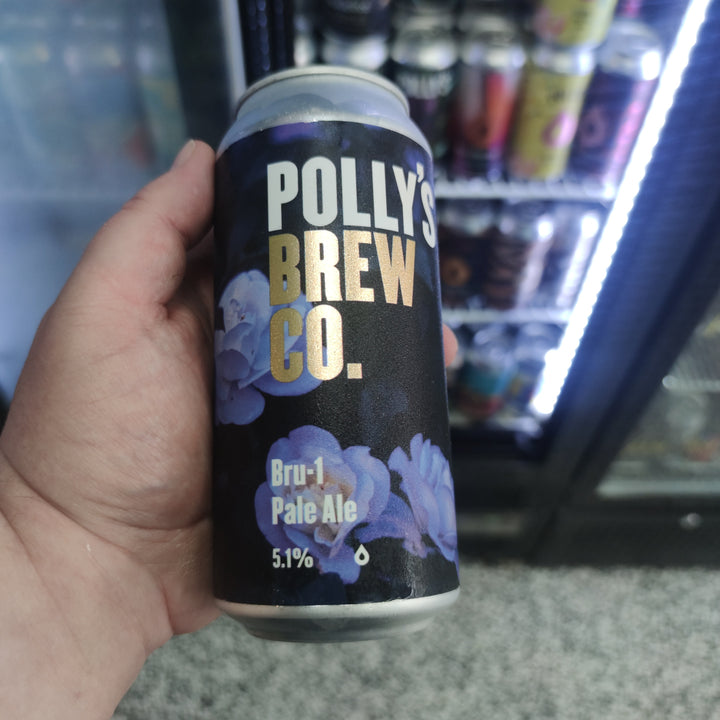 POLLY'S
BREW
CO.
Bru-1
Pale Ale
5.1%